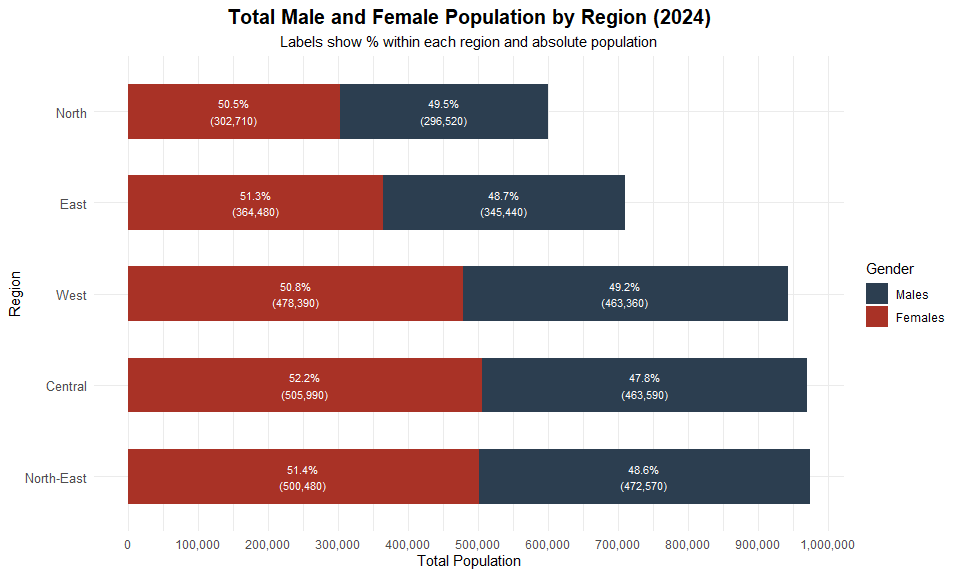 Total Male and Female Population by Region (2024)
Labels show % within each region and absolute population
Region
North
50.5%
(302,710)
49.5%
(296,520)
East
51.3%
(364,480)
48.7%
(345,440)
West
50.8%
(478,390)
49.2%
(463,360)
Central
52.2%
(505,990)
47.8%
(463,590)
North-East
51.4%
(500,480)
48.6%
(472,570)
0 100,000 200,000 300,000 400,000 500,000 600,000 700,000 800,000 900,000 1,000,000
Total Population
Gender
Males
Females